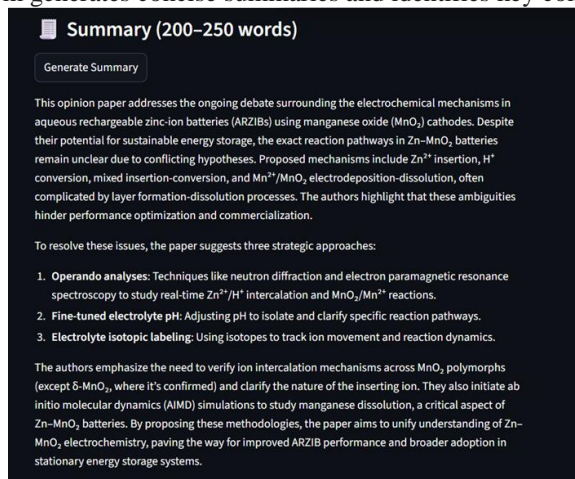 m generates concise summaries and identifies key co
Summary (200–250 words)
Generate Summary
This opinion paper addresses the ongoing debate surrounding the electrochemical mechanisms in
aqueous rechargeable zinc-ion batteries (ARZIBs) using manganese oxide (MnO₂) cathodes. Despite
their potential for sustainable energy storage, the exact reaction pathways in Zn–MnO₂ batteries
remain unclear due to conflicting hypotheses. Proposed mechanisms include Zn²⁺ insertion, H⁺
conversion, mixed insertion-conversion, and Mn²⁺/MnO₂ electrodeposition-dissolution, often
complicated by layer formation-dissolution processes. The authors highlight that these ambiguities
hinder performance optimization and commercialization.
To resolve these issues, the paper suggests three strategic approaches:
1. Operando analyses: Techniques like neutron diffraction and electron paramagnetic resonance
spectroscopy to study real-time Zn²⁺/H⁺ intercalation and MnO₂/Mn²⁺ reactions.
2. Fine-tuned electrolyte pH: Adjusting pH to isolate and clarify specific reaction pathways.
3. Electrolyte isotopic labeling: Using isotopes to track ion movement and reaction dynamics.
The authors emphasize the need to verify ion intercalation mechanisms across MnO₂ polymorphs
(except δ-MnO₂, where it's confirmed) and clarify the nature of the inserting ion. They also initiate ab
initio molecular dynamics (AIMD) simulations to study manganese dissolution, a critical aspect of
Zn–MnO₂ batteries. By proposing these methodologies, the paper aims to unify understanding of Zn–
MnO₂ electrochemistry, paving the way for improved ARZIB performance and broader adoption in
stationary energy storage systems.